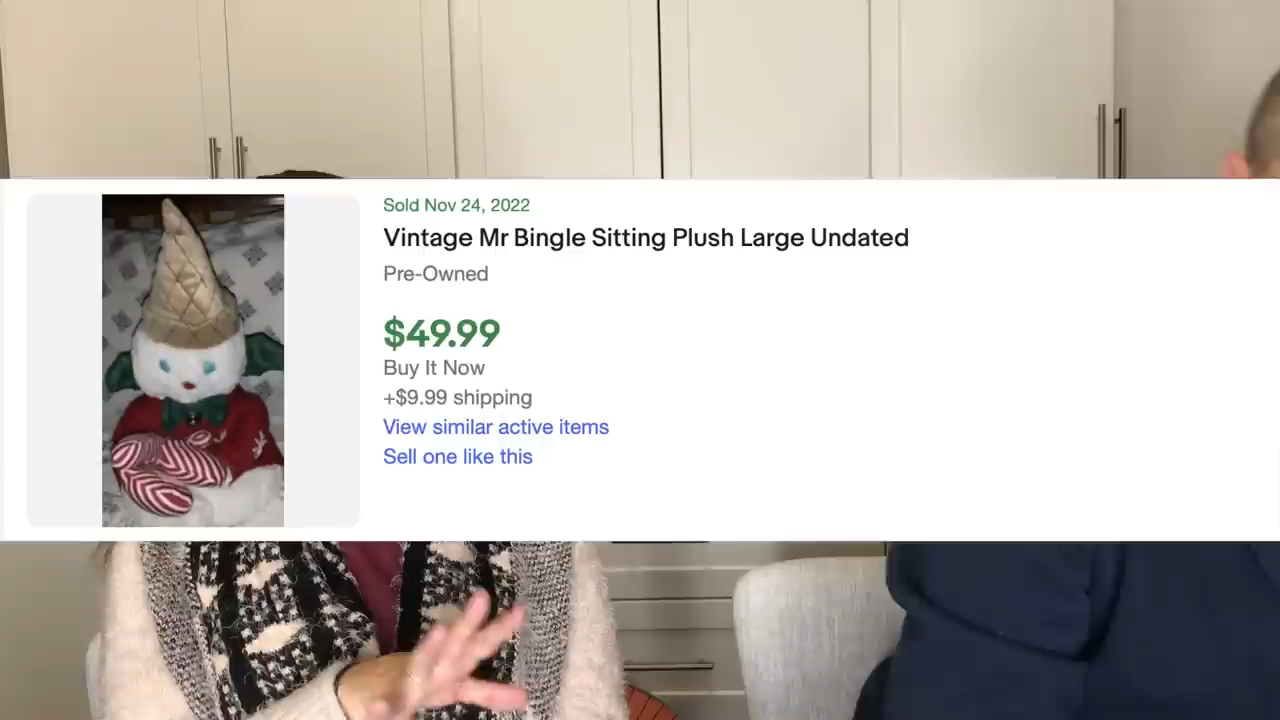 Sold Nov 24, 2022
Vintage Mr Bingle Sitting Plush Large Undated
Pre-Owned
$49.99
Buy It Now
+$9.99 shipping
View similar active items
Sell one like this